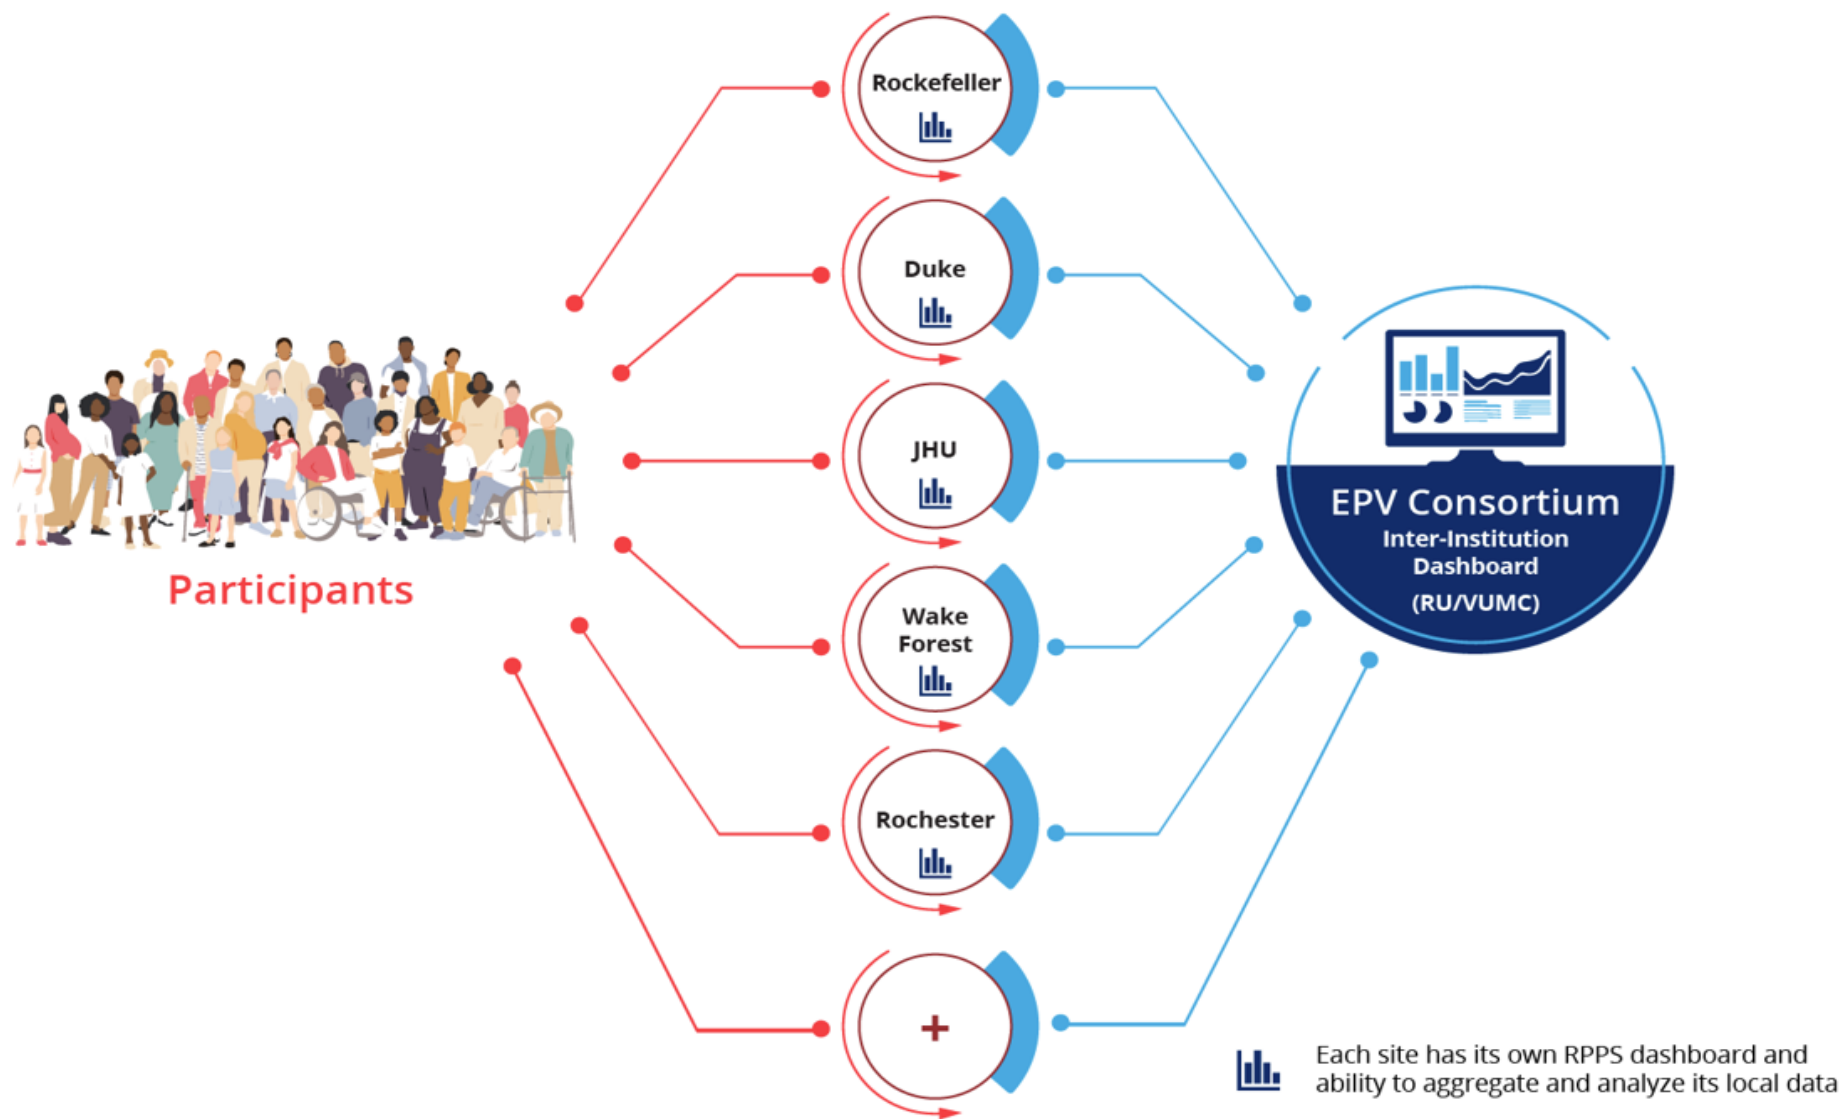 Rockefeller
Duke
JHU
Wake
Forest
Rochester
+
Participants
EPV Consortium
Inter-Institution
Dashboard
(RU/VUMC)
Each site has its own RPPS dashboard and
ability to aggregate and analyze its local data